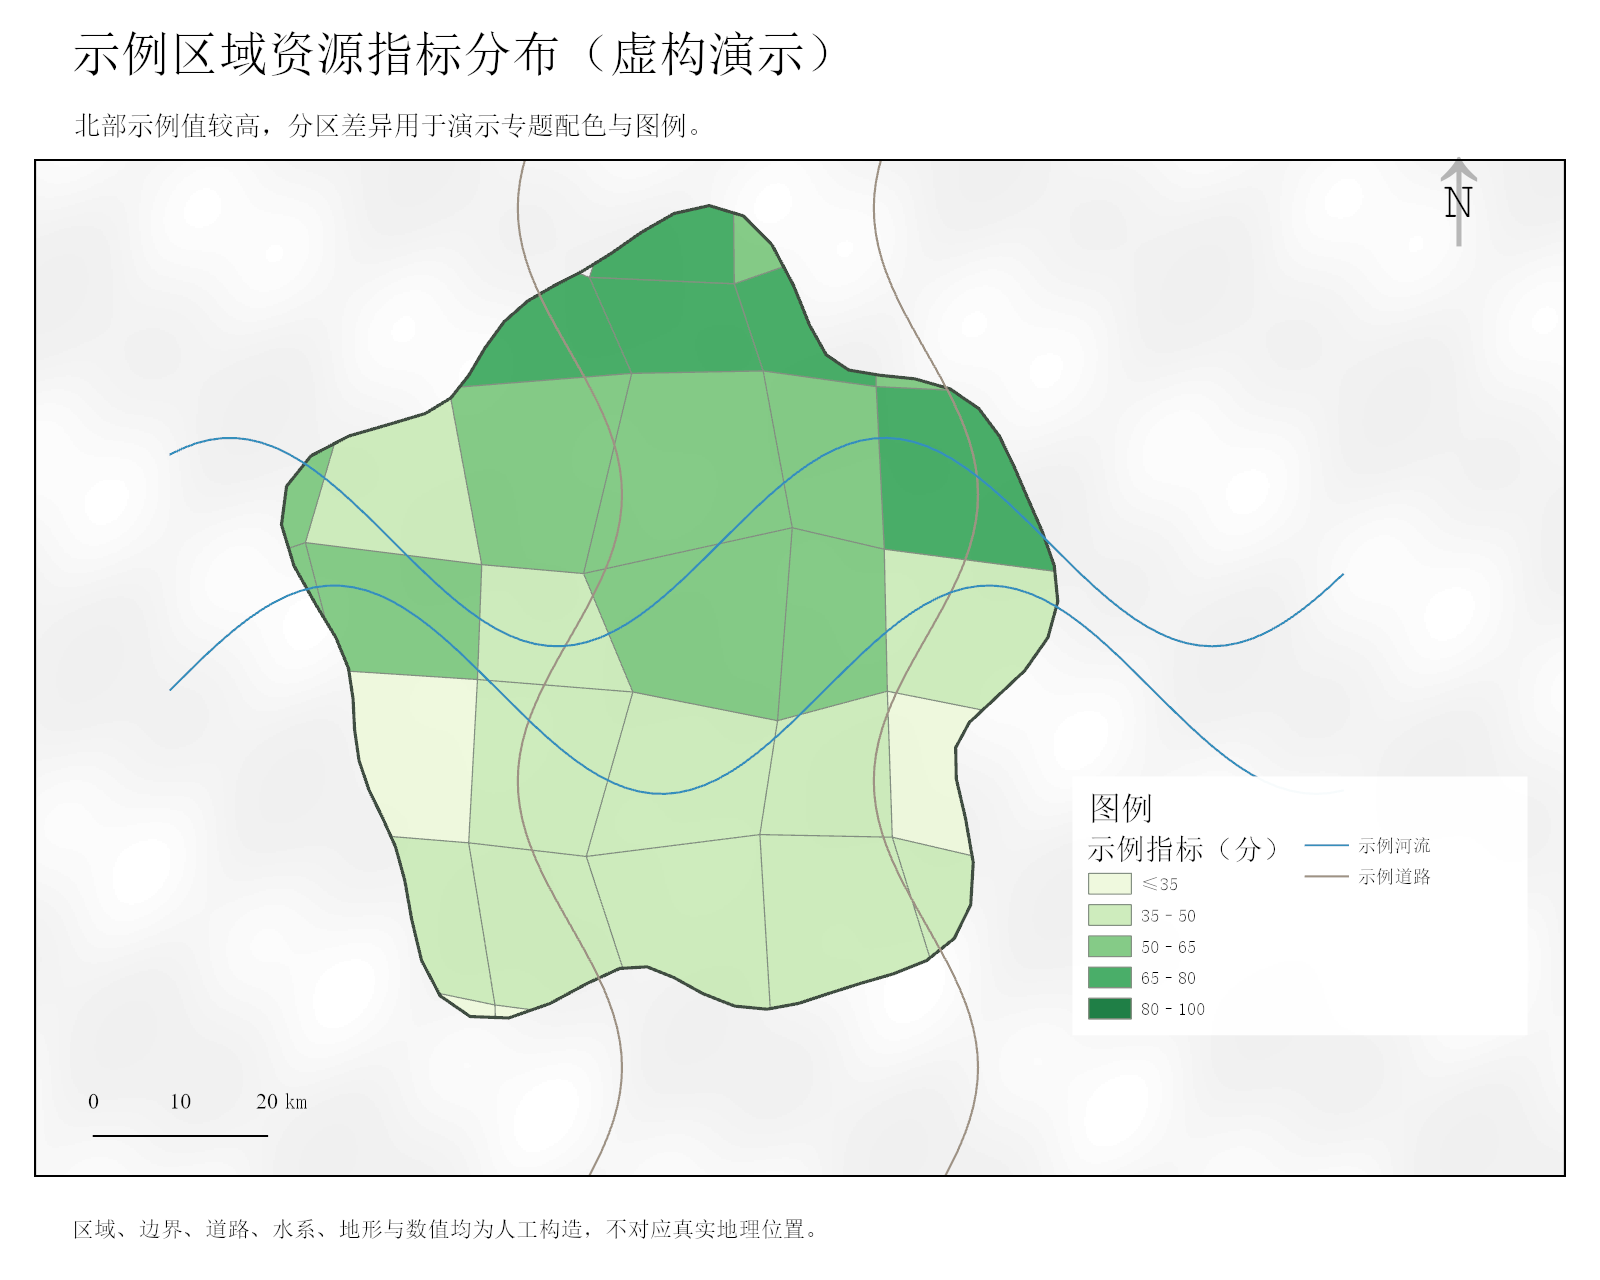 示例区域资源指标分布（虚构演示）
北部示例值较高，分区差异用于演示专题配色与图例。
N
图例
示例指标（分）
≤35
35 - 50
50 - 65
65 - 80
80 - 100
示例河流
示例道路
0 10 20 km
区域、边界、道路、水系、地形与数值均为人工构造，不对应真实地理位置。